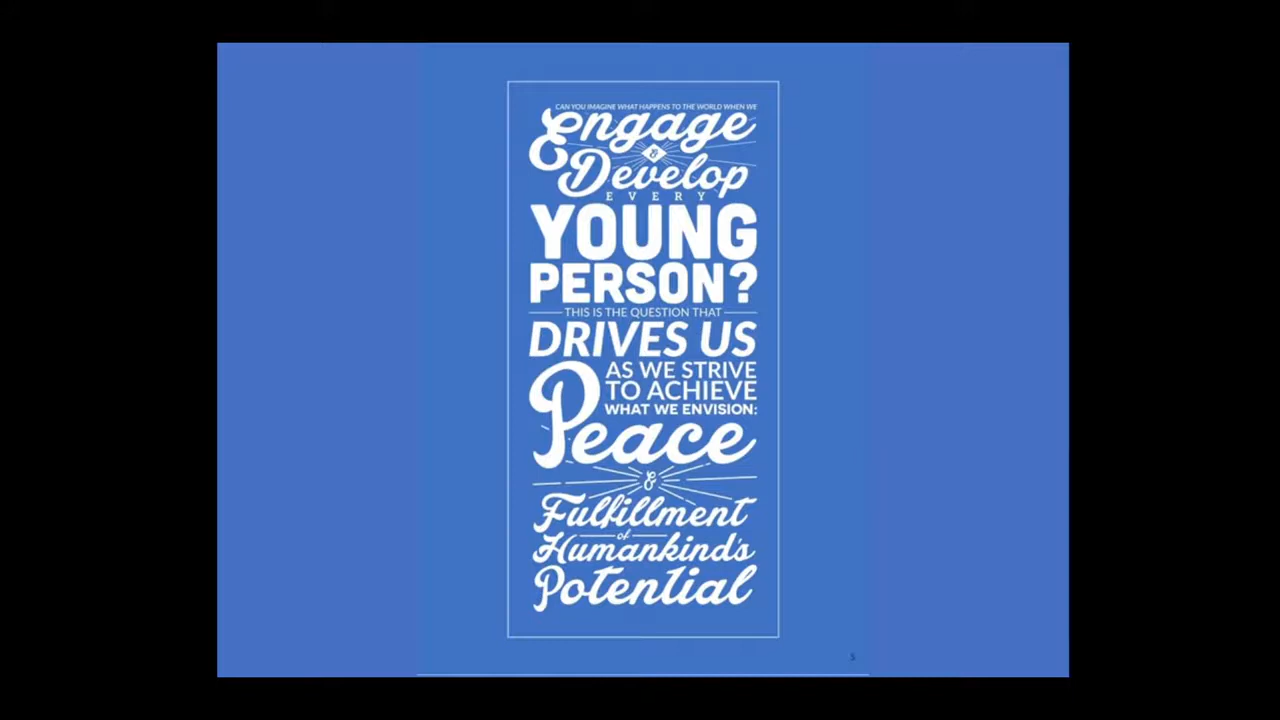 CAN YOU IMAGINE WHAT HAPPENS TO THE WORLD WHEN WE
Engage
&
Develop
EVERY
YOUNG
PERSON?
THIS IS THE QUESTION THAT
DRIVES US
AS WE STRIVE
TO ACHIEVE
WHAT WE ENVISION:
Peace
&
Fulfillment
of
Humankind's
Potential
5